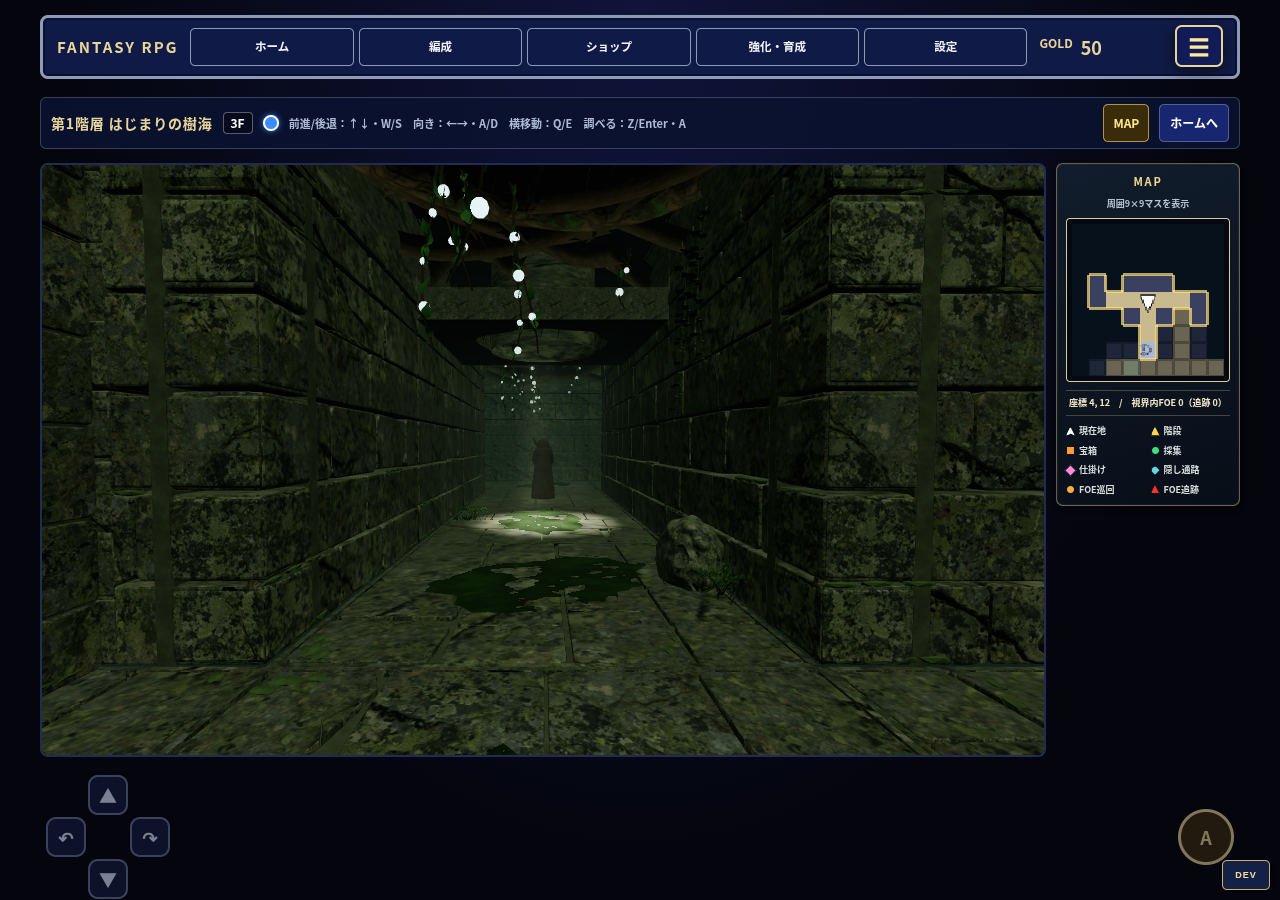 FANTASY RPG ホーム 編成 ショップ 強化・育成 設定 GOLD 50
第1階層 はじまりの樹海 3F 前進/後退：↑↓・W/S 向き：←→・A/D 横移動：Q/E 調べる：Z/Enter・A MAP ホームへ
MAP
周囲9×9マスを表示
座標 4, 12 / 視界内FOE 0（追跡 0）
現在地 階段
宝箱 採集
仕掛け 隠し通路
FOE巡回 FOE追跡
A
DEV